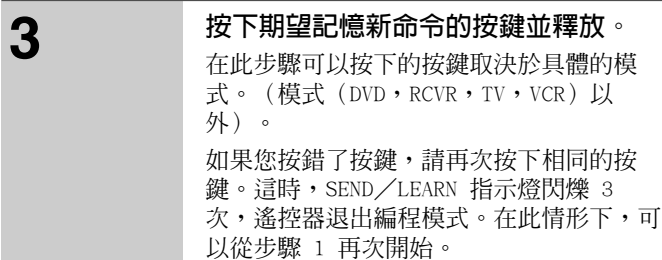 3
按下期望記憶新命令的按鍵並釋放。
在此步驟可以按下的按鍵取決於具體的模
式。（模式（DVD，RCVR，TV，VCR）以
外）。
如果您按錯了按鍵，請再次按下相同的按
鍵。這時，SEND／LEARN 指示燈閃爍 3
次，遙控器退出編程模式。在此情形下，可
以從步驟 1 再次開始。